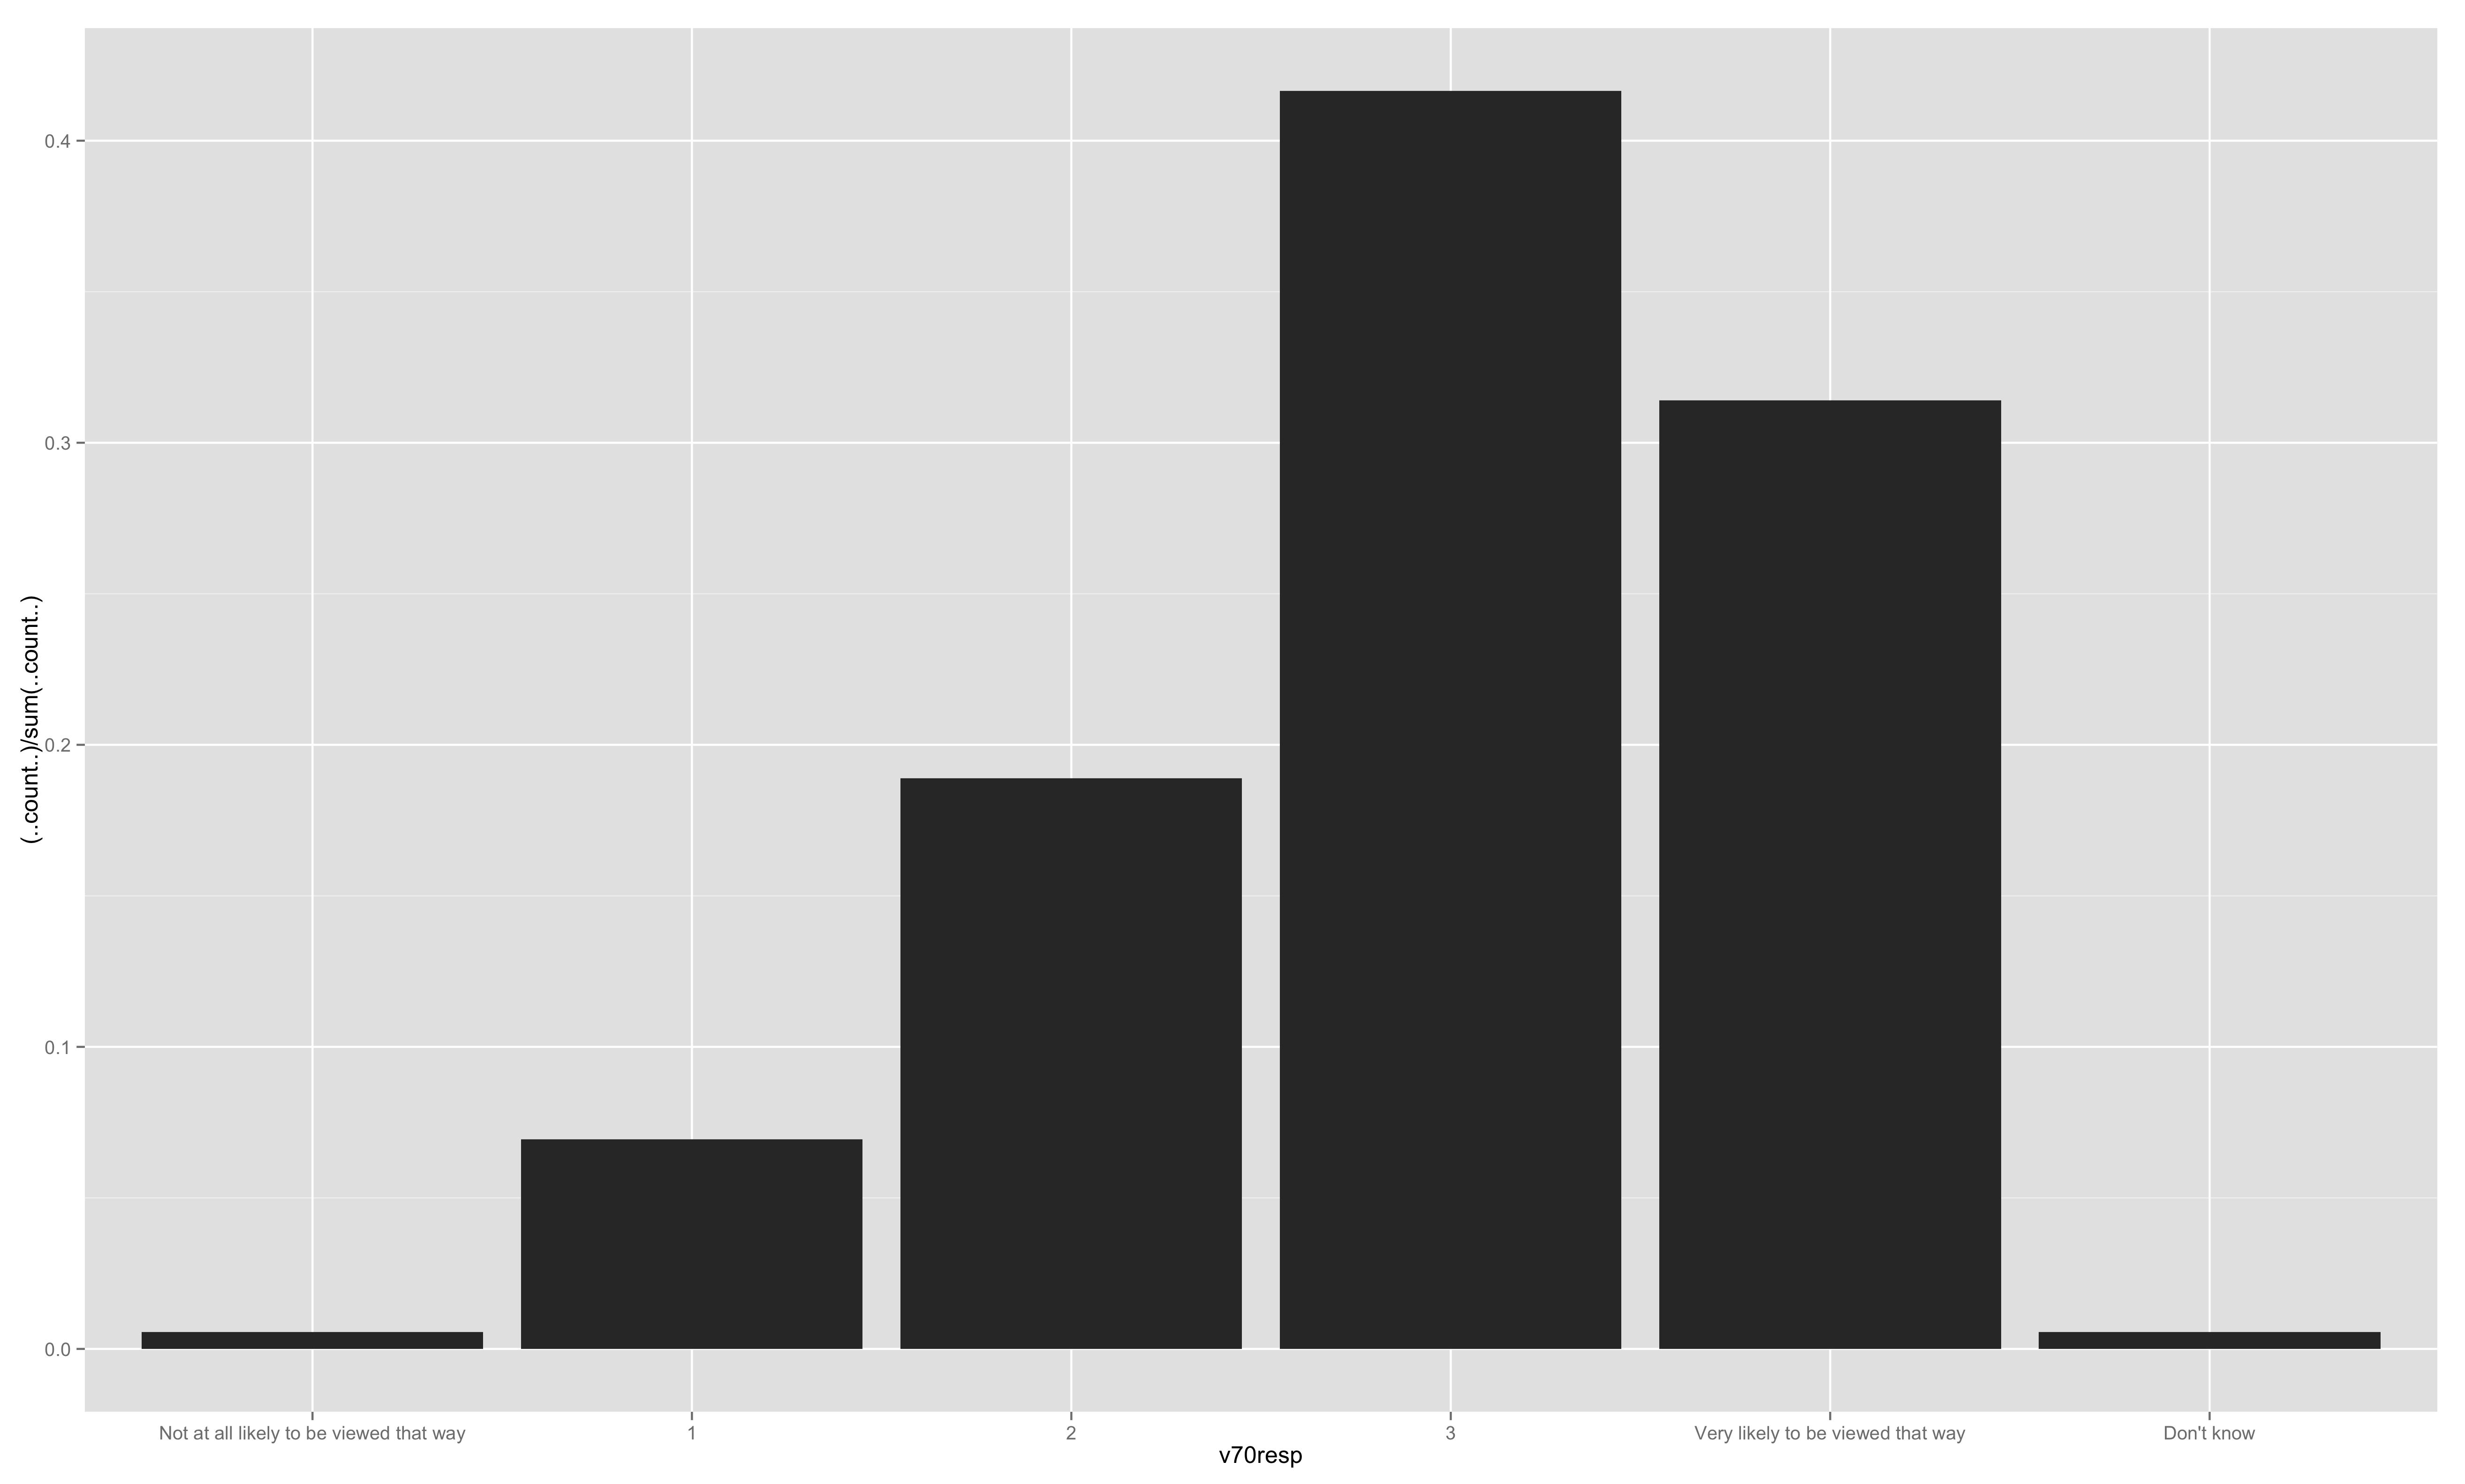 (..count..)/sum(..count..)
0.4
0.3
0.2
0.1
0.0
Not at all likely to be viewed that way
1
2
3
Very likely to be viewed that way
Don't know
v70resp